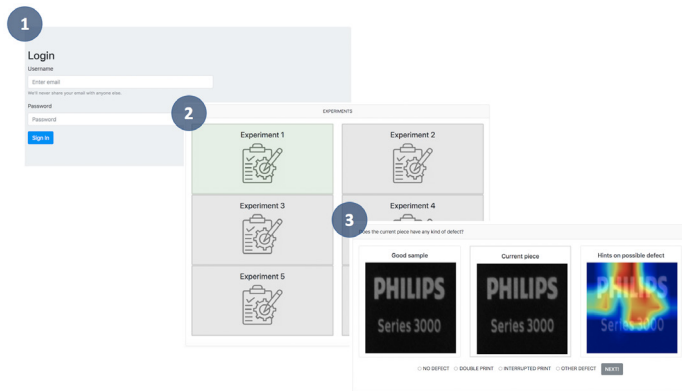 1
Login
Username
Enter email
We'll never share your email with anyone else.
Password
Password
Sign In
2
EXPERIMENTS
Experiment 1
Experiment 2
Experiment 3
Experiment 4
Experiment 5
3
Does the current piece have any kind of defect?
Good sample
Current piece
Hints on possible defect
PHILIPS
Series 3000
PHILIPS
Series 3000
PHILIPS
Series 3000
NO DEFECT DOUBLE PRINT INTERRUPTED PRINT OTHER DEFECT NEXT!